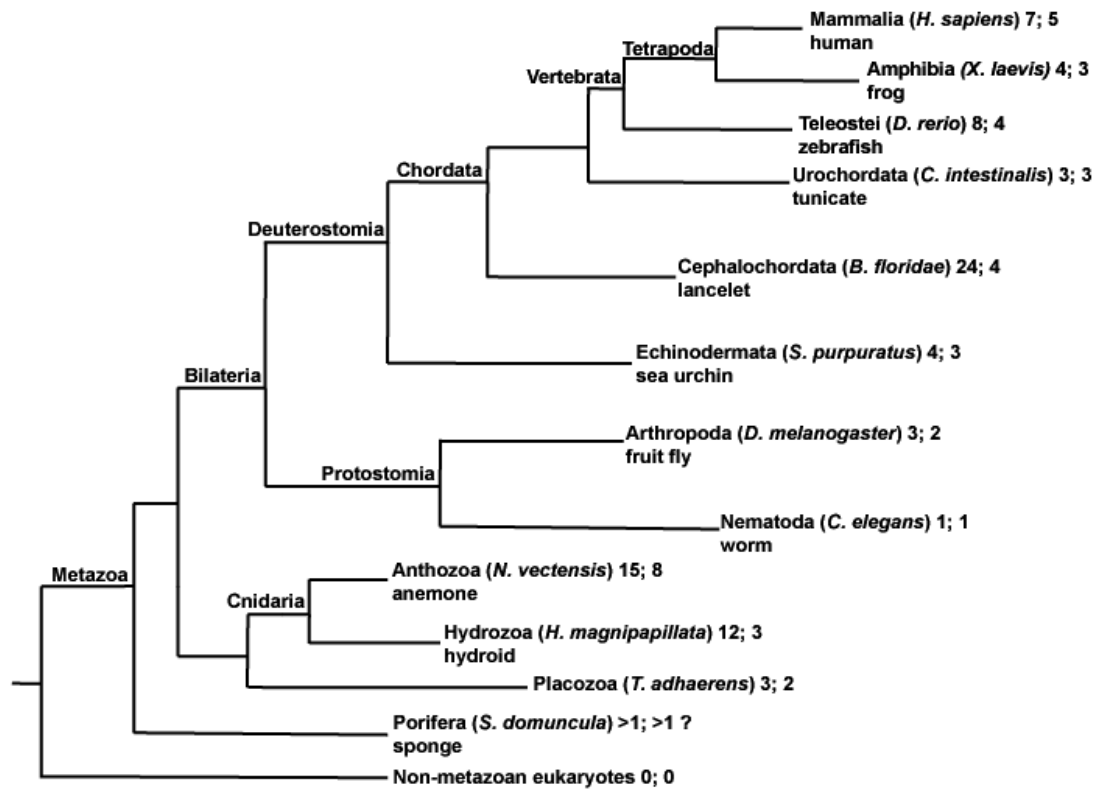 Mammalia (H. sapiens) 7; 5
human
Tetrapoda
Amphibia (X. laevis) 4; 3
frog
Vertebrata
Teleostei (D. rerio) 8; 4
zebrafish
Chordata
Urochordata (C. intestinalis) 3; 3
tunicate
Deuterostomia
Cephalochordata (B. floridae) 24; 4
lancelet
Echinodermata (S. purpuratus) 4; 3
sea urchin
Bilateria
Arthropoda (D. melanogaster) 3; 2
fruit fly
Protostomia
Nematoda (C. elegans) 1; 1
worm
Metazoa
Anthozoa (N. vectensis) 15; 8
anemone
Cnidaria
Hydrozoa (H. magnipapillata) 12; 3
hydroid
Placozoa (T. adhaerens) 3; 2
Porifera (S. domuncula) >1; >1 ?
sponge
Non-metazoan eukaryotes 0; 0